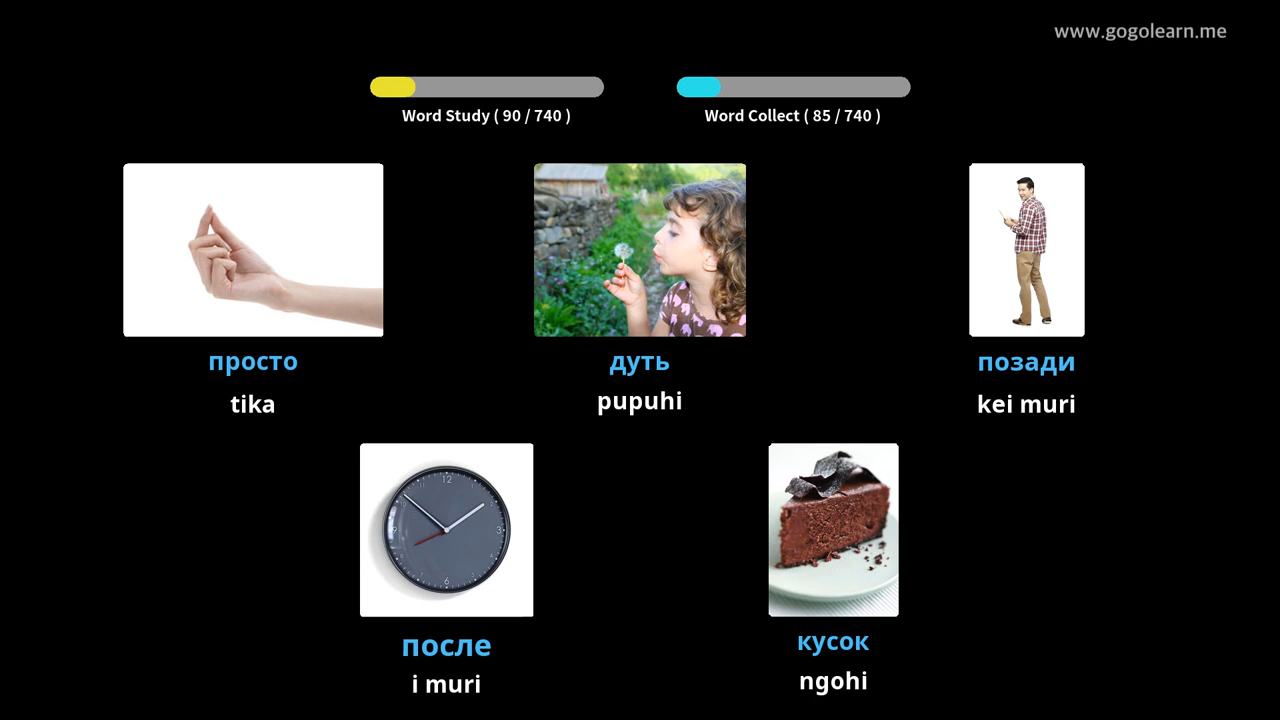 www.gogolearn.me
Word Study ( 90 / 740 )
Word Collect ( 85 / 740 )
просто
tika
дуть
pupuhi
позади
kei muri
после
i muri
кусок
ngohi